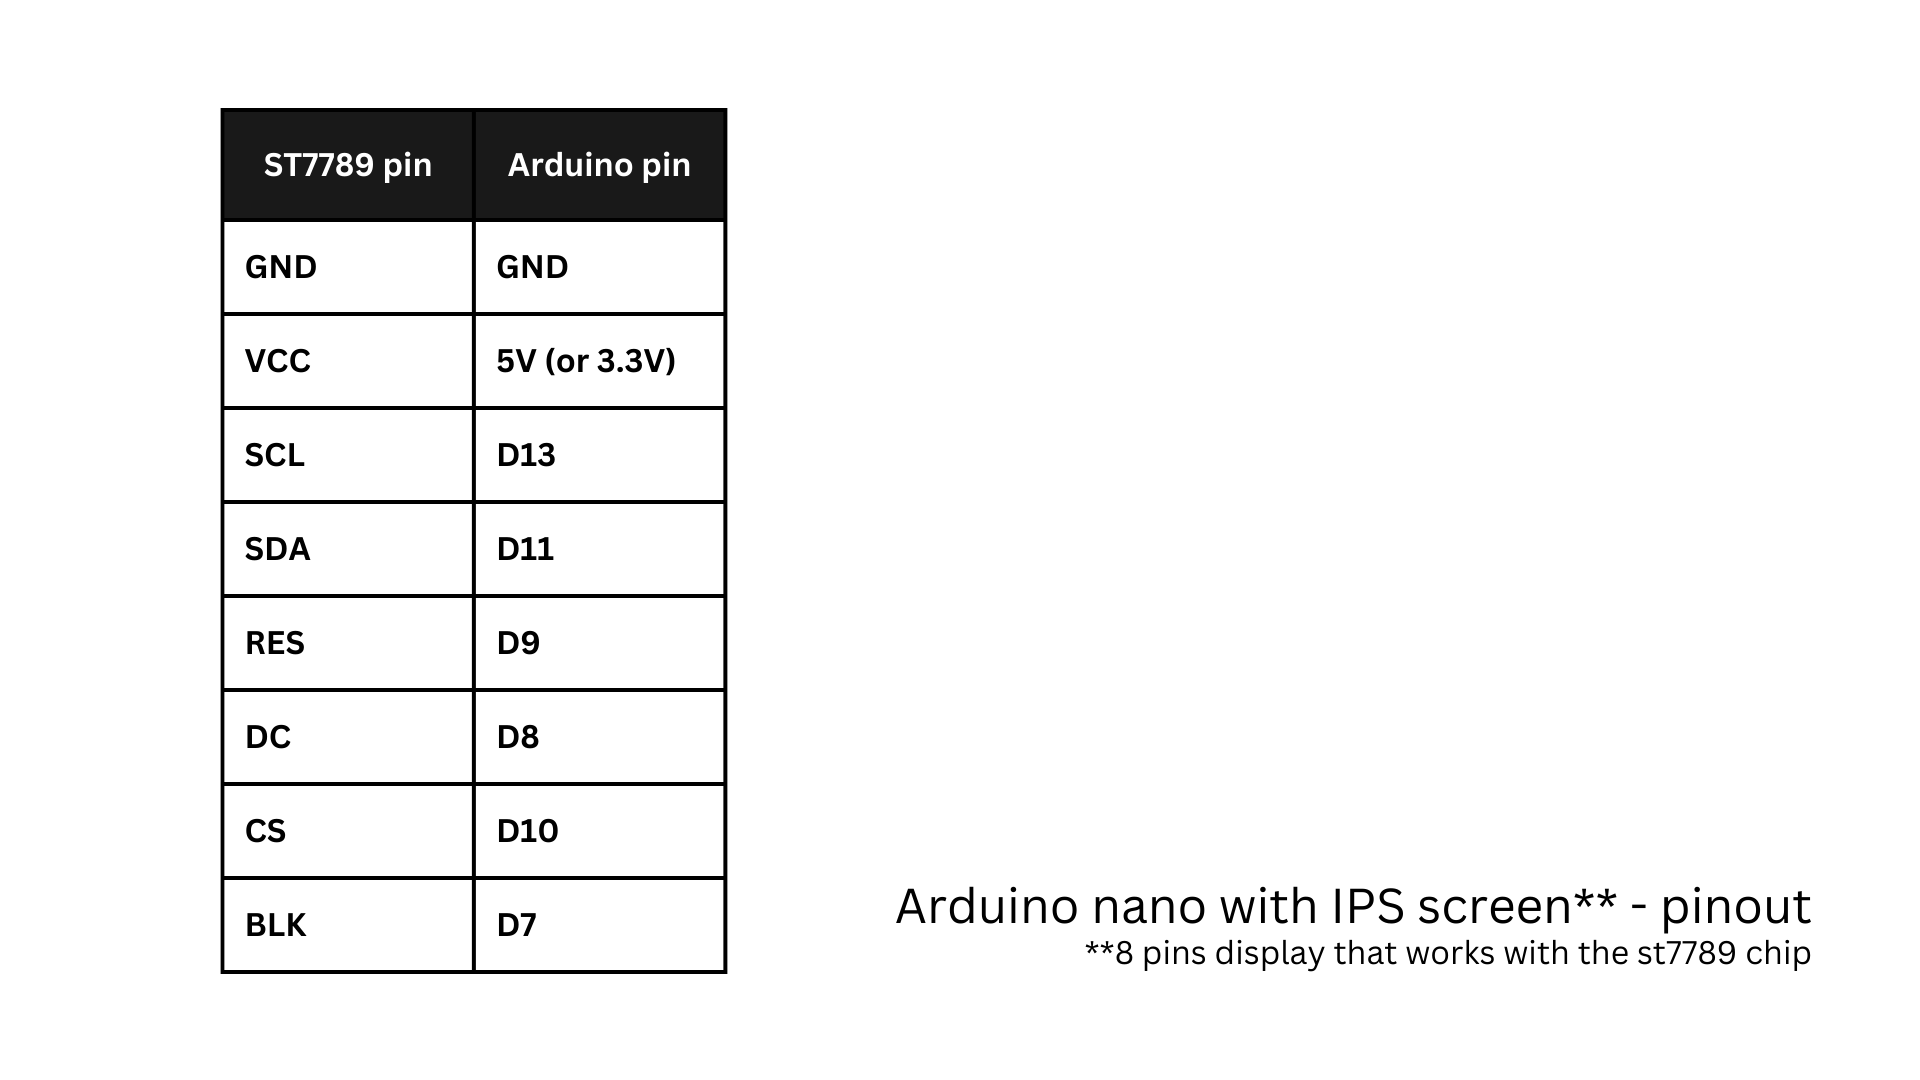 ST7789 pin Arduino pin
GND GND
VCC 5V (or 3.3V)
SCL D13
SDA D11
RES D9
DC D8
CS D10
BLK D7
Arduino nano with IPS screen** - pinout
**8 pins display that works with the st7789 chip